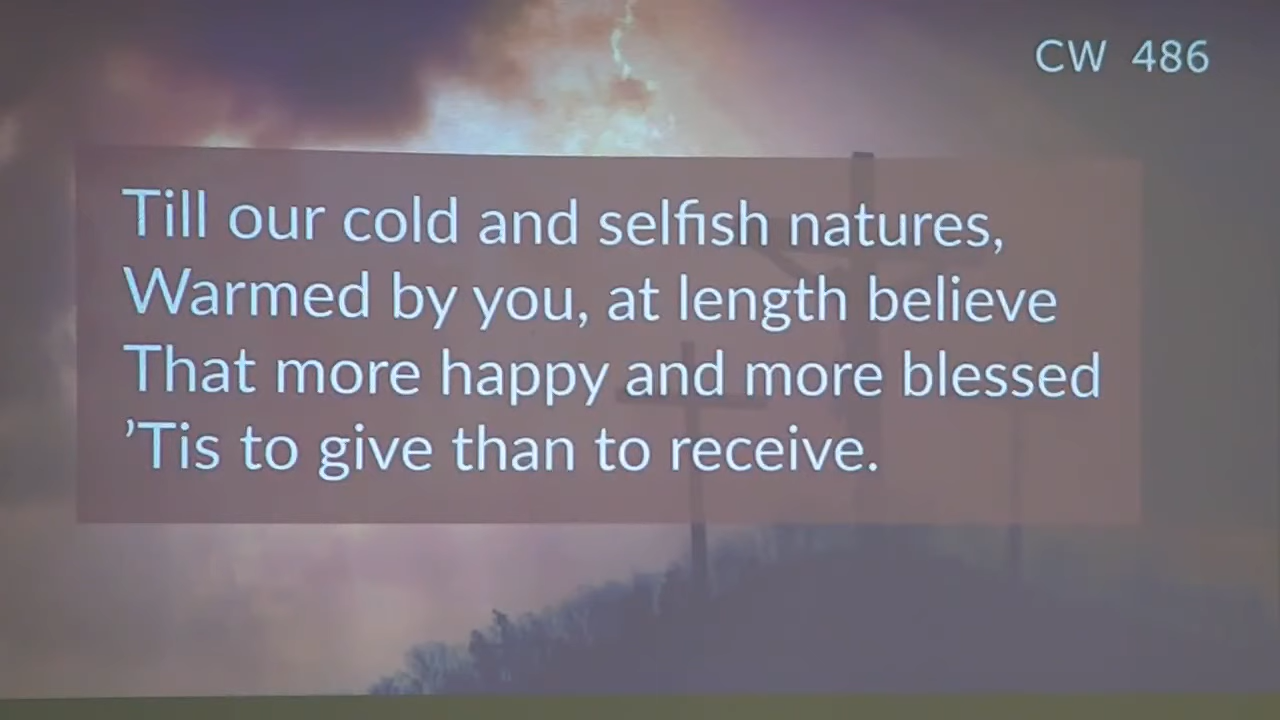 CW 486
Till our cold and selfish natures,
Warmed by you, at length believe
That more happy and more blessed
’Tis to give than to receive.